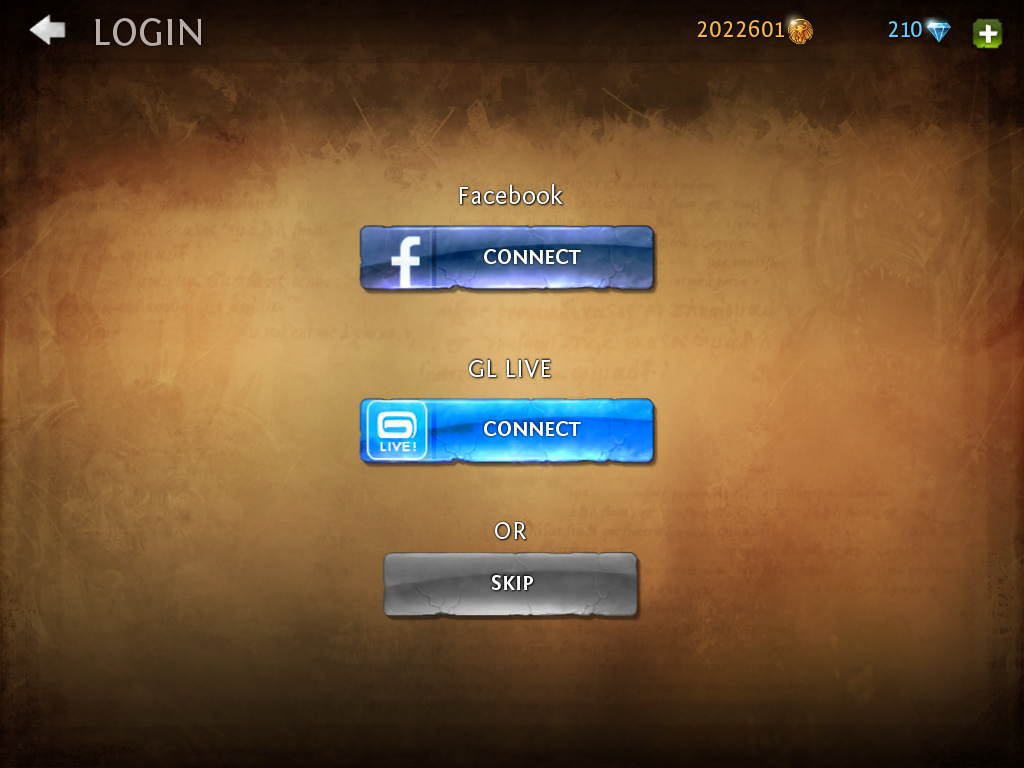 LOGIN 2022601 210
Facebook
CONNECT
GL LIVE
LIVE! CONNECT
OR
SKIP